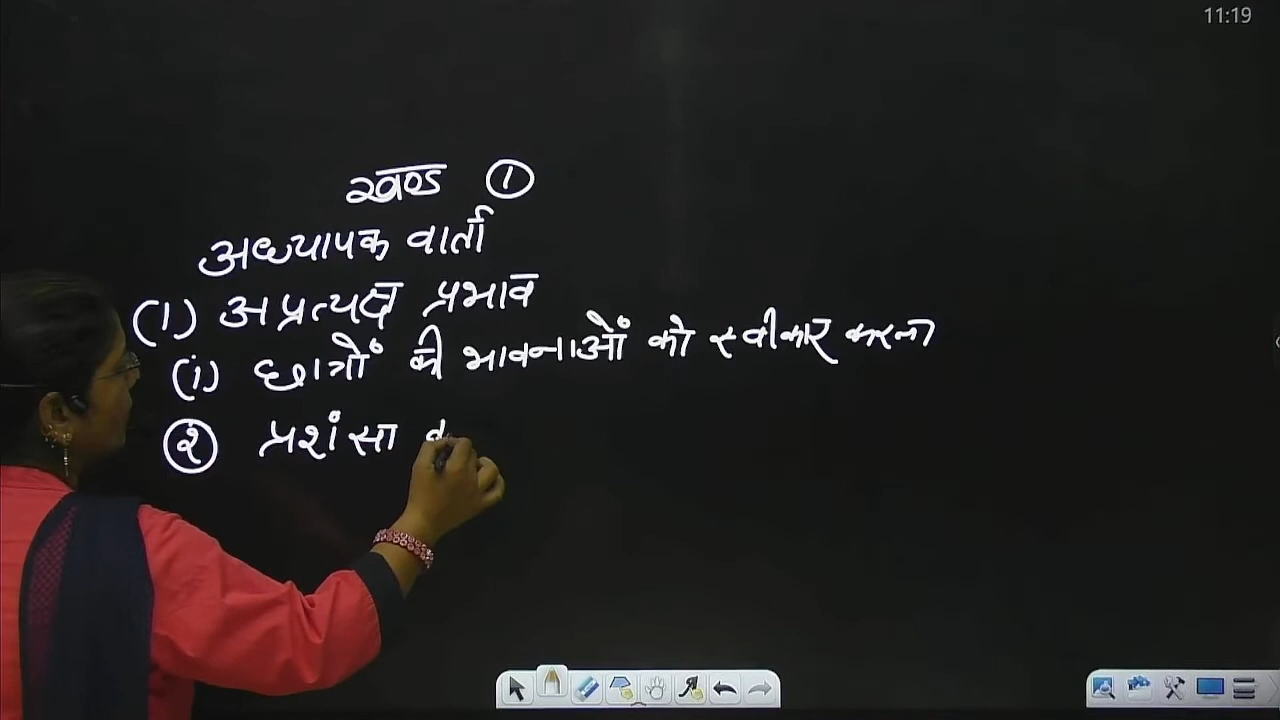 11:19
खण्ड ①
अध्यापक वार्ता
(1) अप्रत्यक्ष प्रभाव
(i) छात्रों की भावनाओं को स्वीकार करना
② प्रशंसा